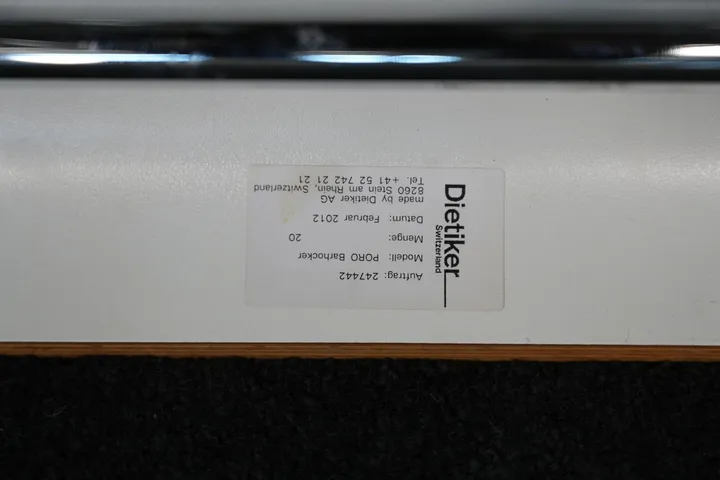 Dietiker
Switzerland
Auftrag: 247442
Modell: PORO Barhocker
Menge: 20
Datum: Februar 2012
made by Dietiker AG
8260 Stein am Rhein, Switzerland
Tel. +41 52 742 21 21